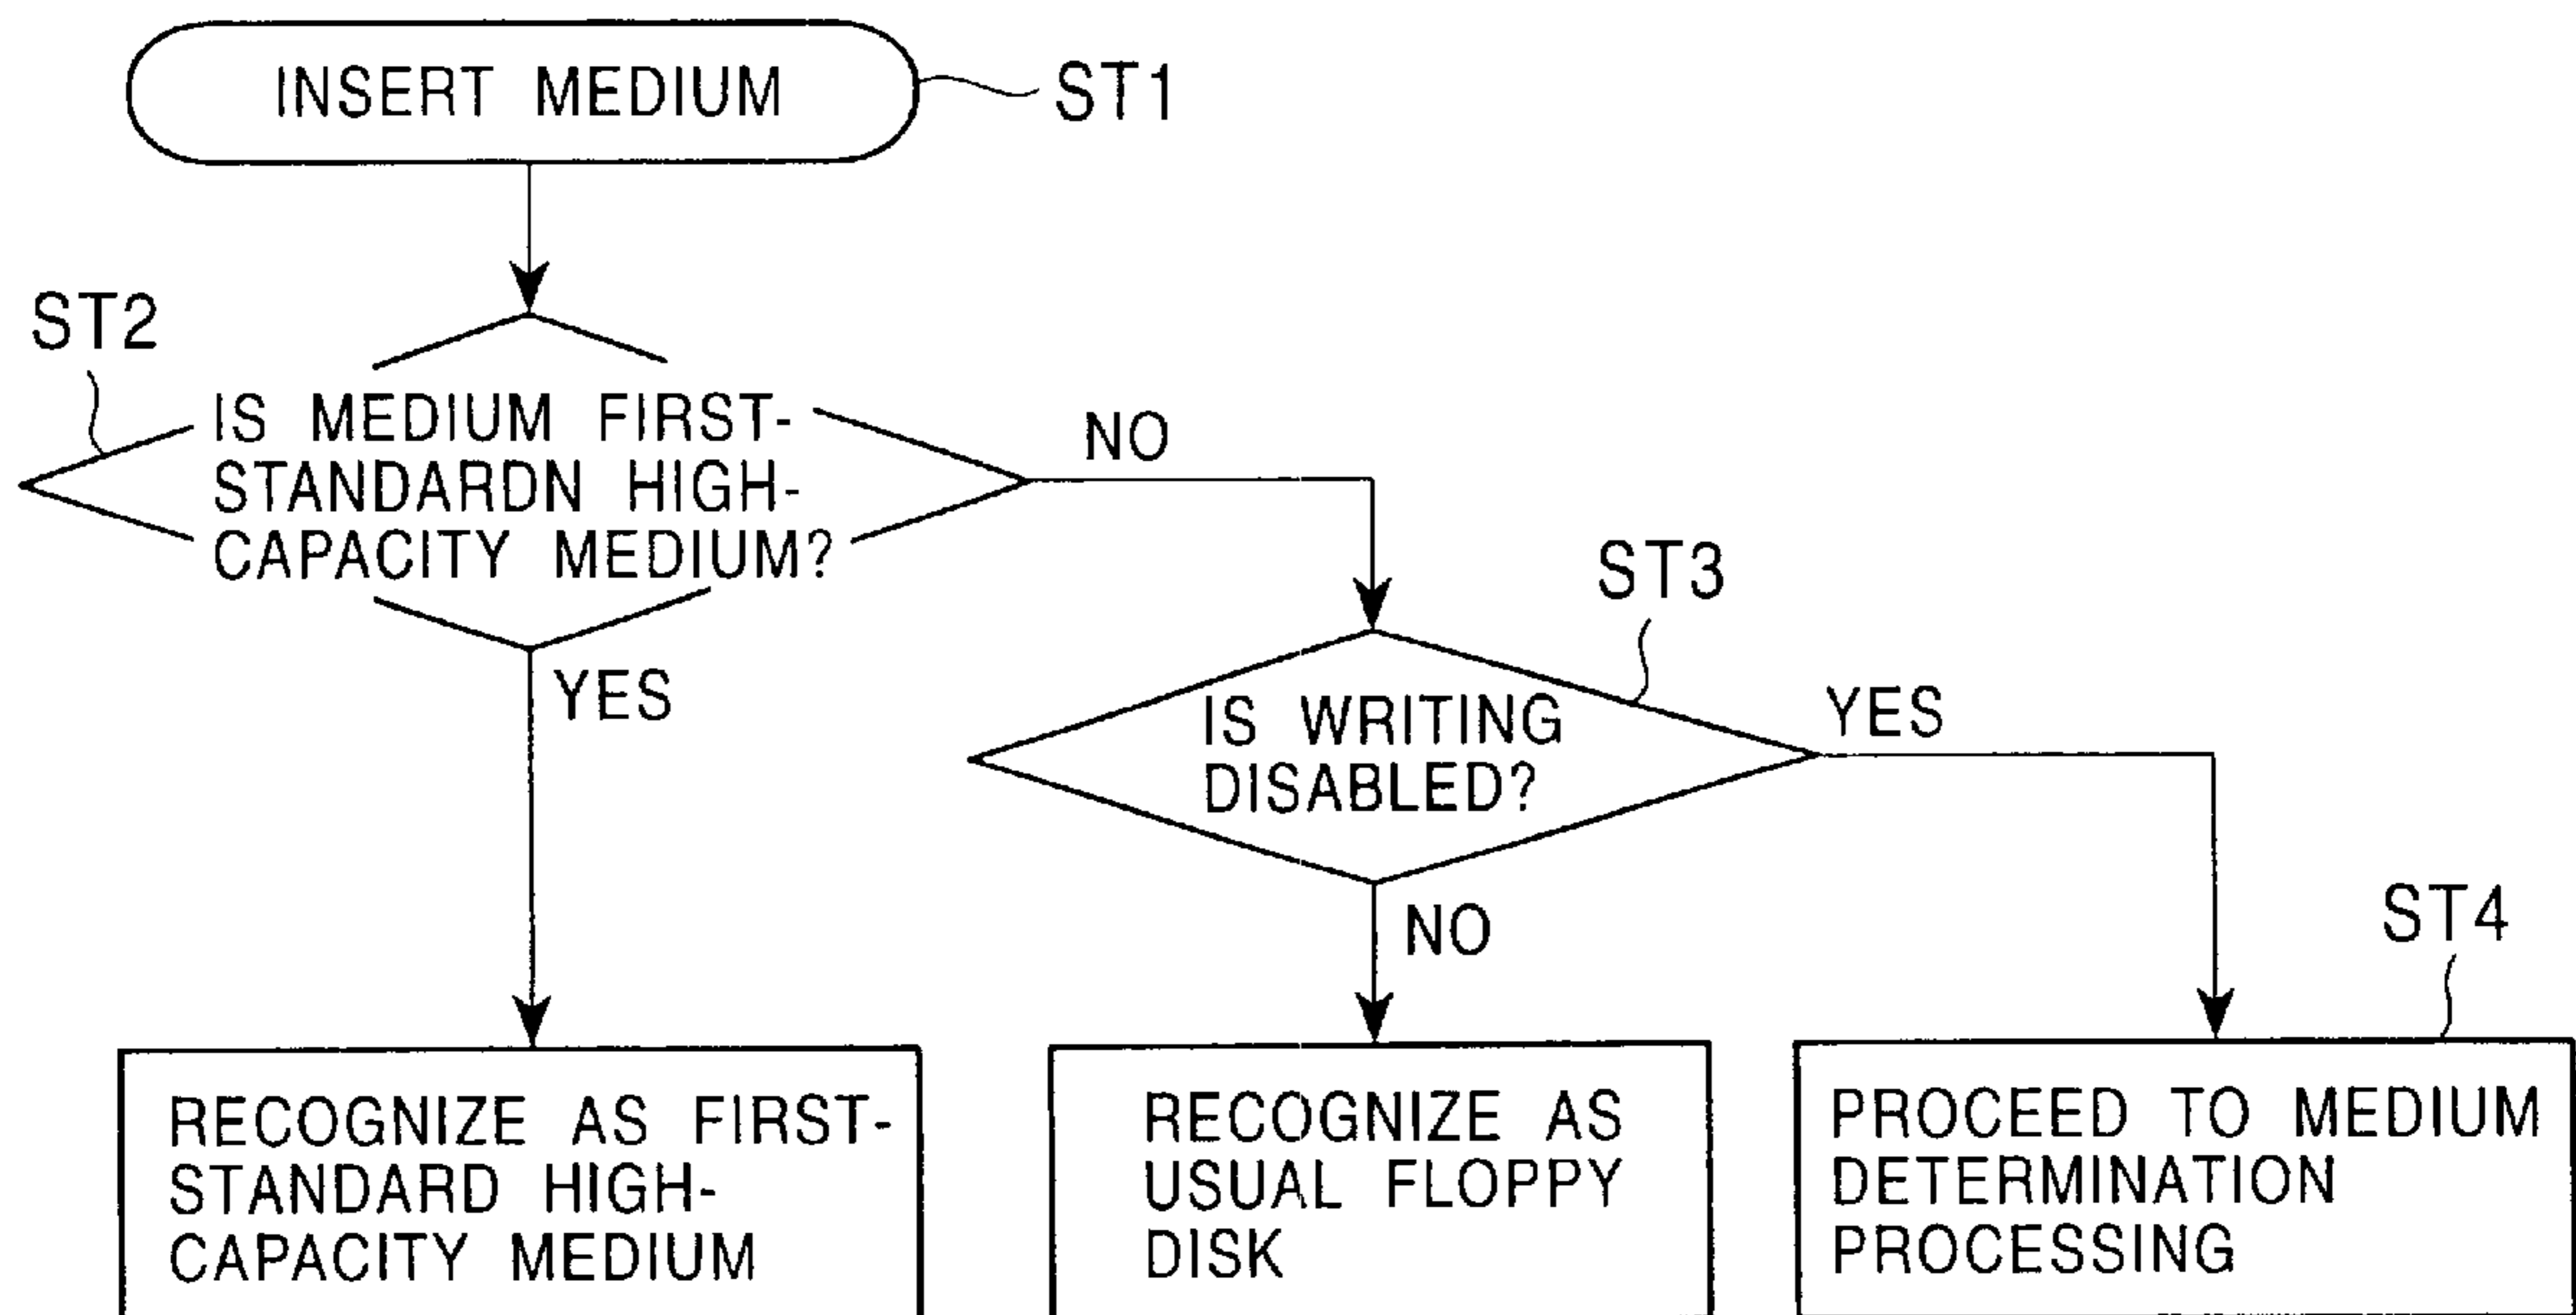 INSERT MEDIUM
ST1
ST2
IS MEDIUM FIRST-
STANDARDN HIGH-
CAPACITY MEDIUM?
NO
YES
ST3
IS WRITING
DISABLED?
YES
NO
ST4
RECOGNIZE AS FIRST-
STANDARD HIGH-
CAPACITY MEDIUM
RECOGNIZE AS
USUAL FLOPPY
DISK
PROCEED TO MEDIUM
DETERMINATION
PROCESSING